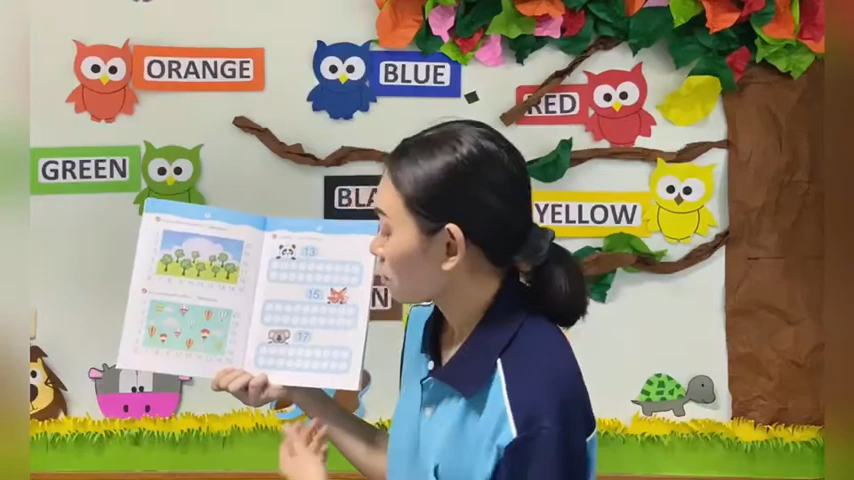 ORANGE
BLUE
RED
GREEN
YELLOW
13
15
17